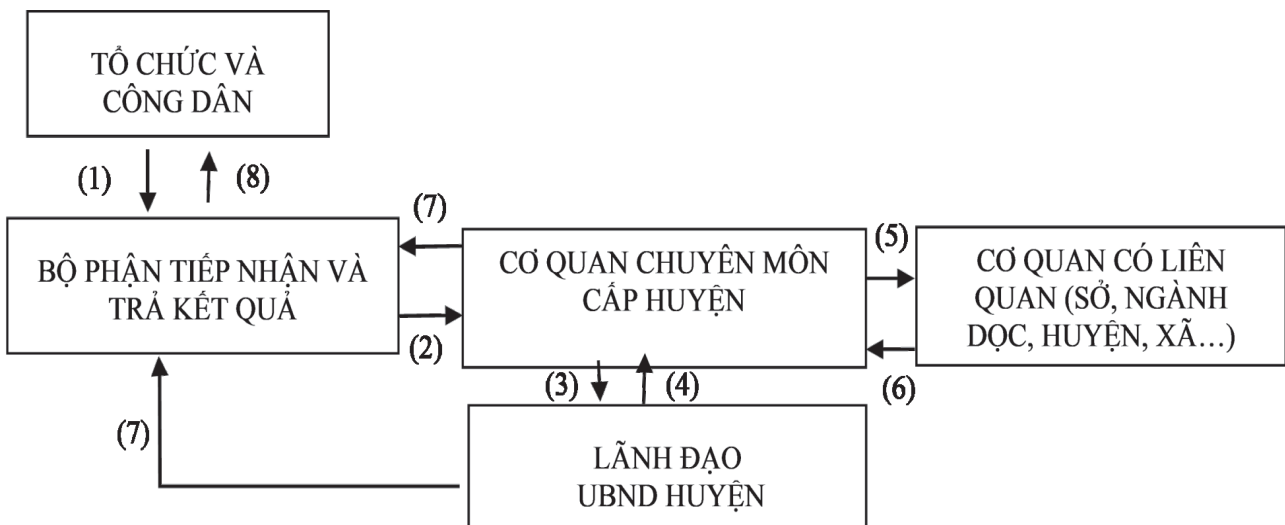 TỔ CHỨC VÀ
CÔNG DÂN
(1)
(8)
BỘ PHẬN TIẾP NHẬN VÀ
TRẢ KẾT QUẢ
(7)
(2)
CƠ QUAN CHUYÊN MÔN
CẤP HUYỆN
(5)
(6)
CƠ QUAN CÓ LIÊN
QUAN (SỞ, NGÀNH
DỌC, HUYỆN, XÃ…)
(3)
(4)
(7)
LÃNH ĐẠO
UBND HUYỆN